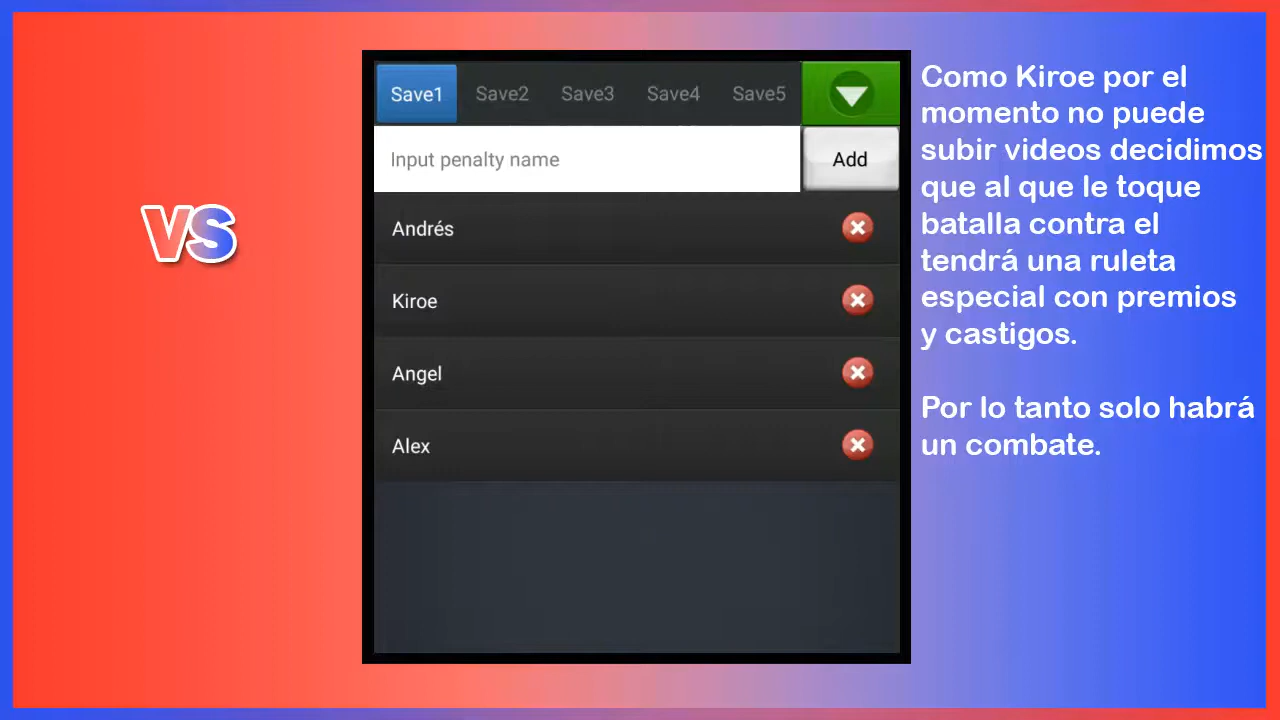 VS
Save1 Save2 Save3 Save4 Save5
Input penalty name Add
Andrés
Kiroe
Angel
Alex
Como Kiroe por el
momento no puede
subir videos decidimos
que al que le toque
batalla contra el
tendrá una ruleta
especial con premios
y castigos.
Por lo tanto solo habrá
un combate.